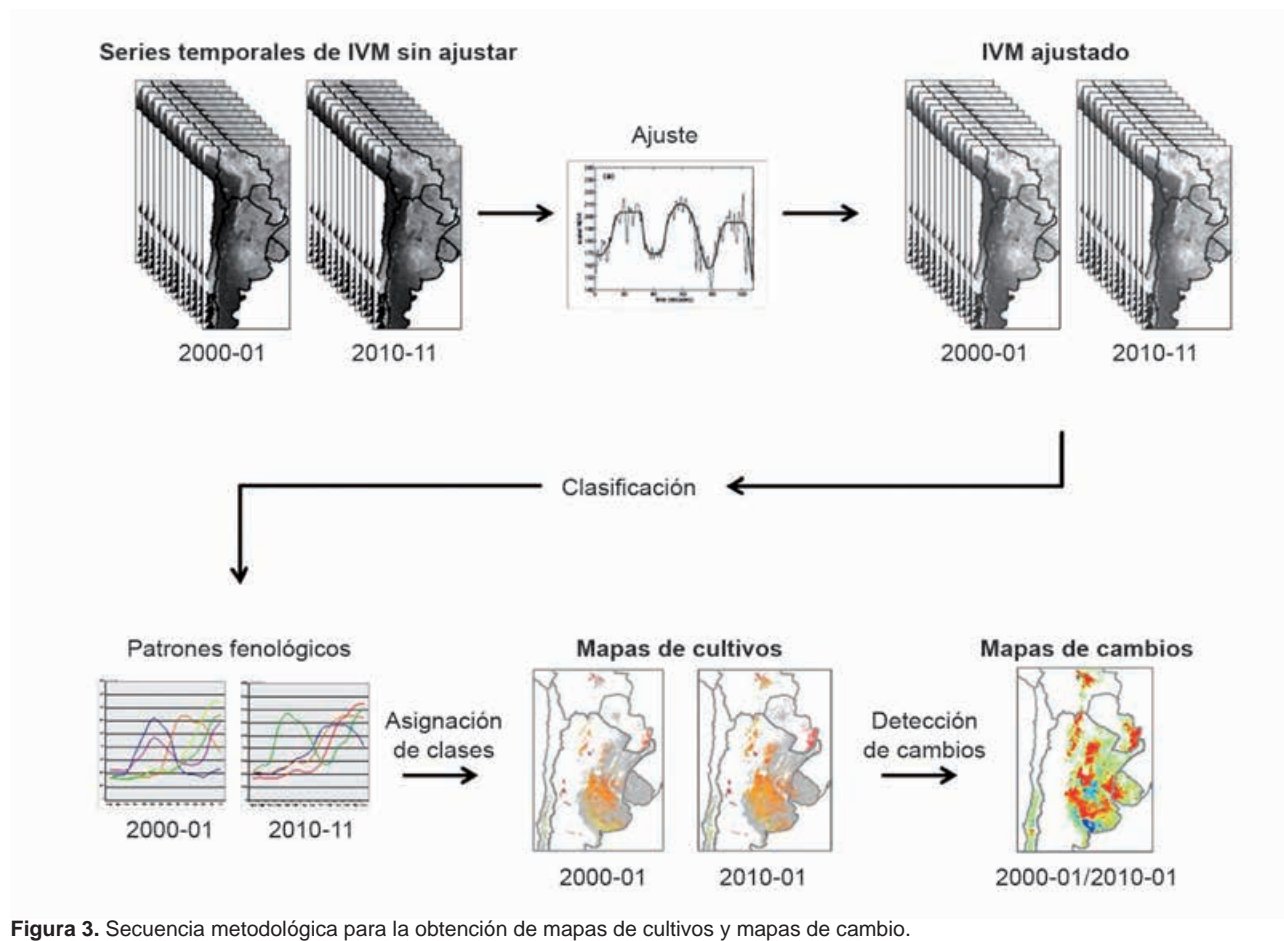 Series temporales de IVM sin ajustar
IVM ajustado
Ajuste
(a)
2000-01
2010-11
2000-01
2010-11
Clasificación
Patrones fenológicos
Mapas de cultivos
Mapas de cambios
Asignación
de clases
Detección
de cambios
2000-01
2010-11
2000-01
2010-01
2000-01/2010-01
Figura 3. Secuencia metodológica para la obtención de mapas de cultivos y mapas de cambio.